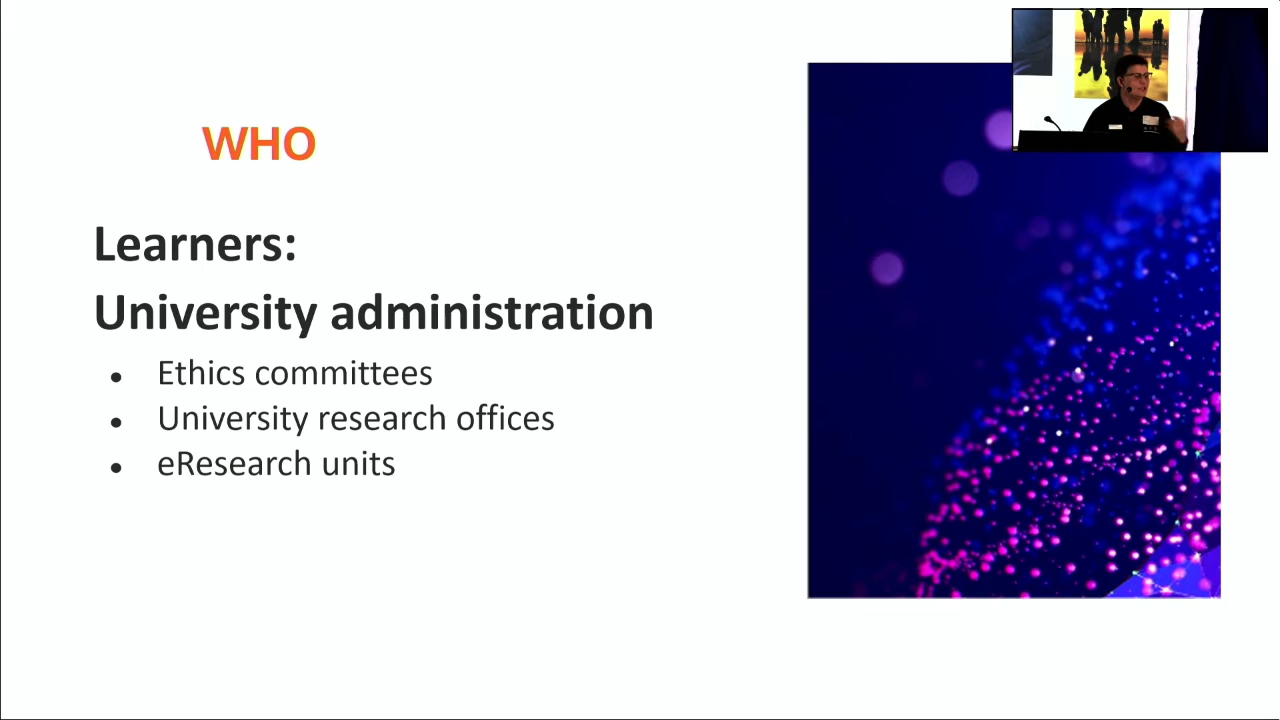 WHO
Learners:
University administration
• Ethics committees
• University research offices
• eResearch units